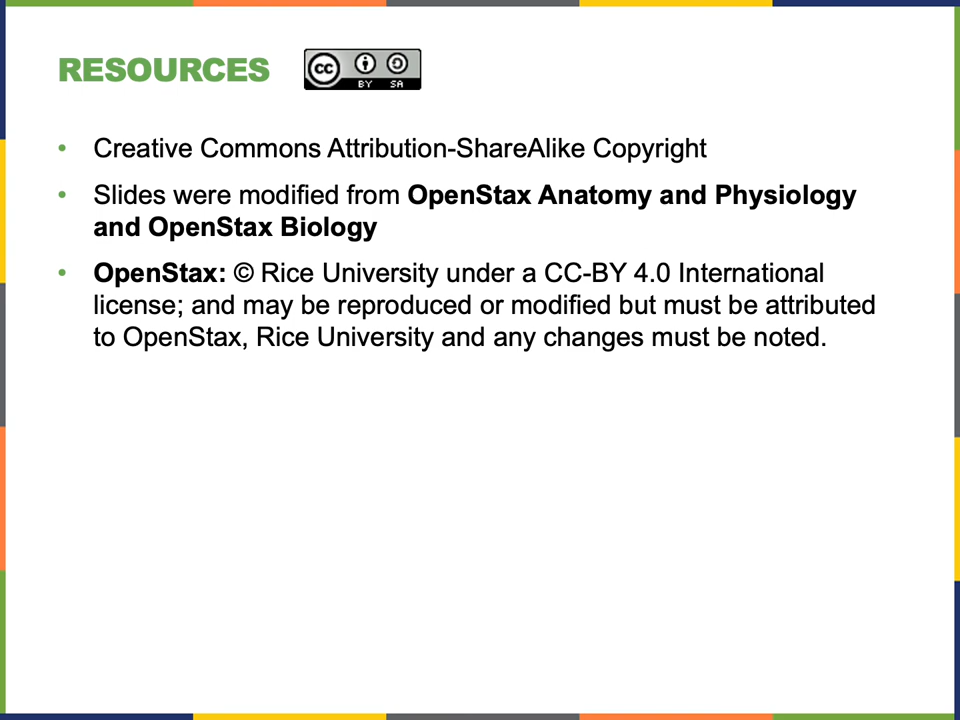 RESOURCES
cc BY SA
• Creative Commons Attribution-ShareAlike Copyright
• Slides were modified from OpenStax Anatomy and Physiology
and OpenStax Biology
• OpenStax: © Rice University under a CC-BY 4.0 International
license; and may be reproduced or modified but must be attributed
to OpenStax, Rice University and any changes must be noted.